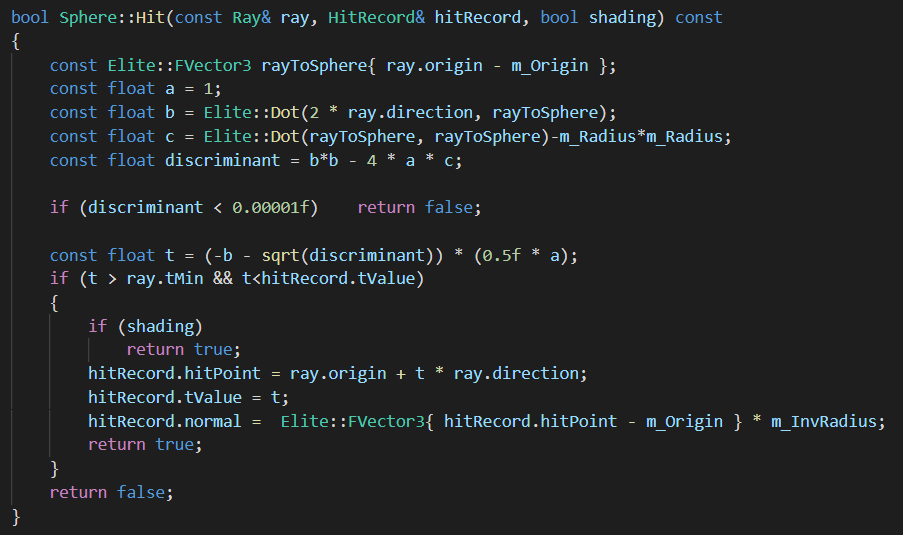 bool Sphere::Hit(const Ray& ray, HitRecord& hitRecord, bool shading) const
{
    const Elite::FVector3 rayToSphere{ ray.origin - m_Origin };
    const float a = 1;
    const float b = Elite::Dot(2 * ray.direction, rayToSphere);
    const float c = Elite::Dot(rayToSphere, rayToSphere)-m_Radius*m_Radius;
    const float discriminant = b*b - 4 * a * c;

    if (discriminant < 0.00001f)    return false;

    const float t = (-b - sqrt(discriminant)) * (0.5f * a);
    if (t > ray.tMin && t<hitRecord.tValue)
    {
        if (shading)
            return true;
        hitRecord.hitPoint = ray.origin + t * ray.direction;
        hitRecord.tValue = t;
        hitRecord.normal =  Elite::FVector3{ hitRecord.hitPoint - m_Origin } * m_InvRadius;
        return true;
    }
    return false;
}